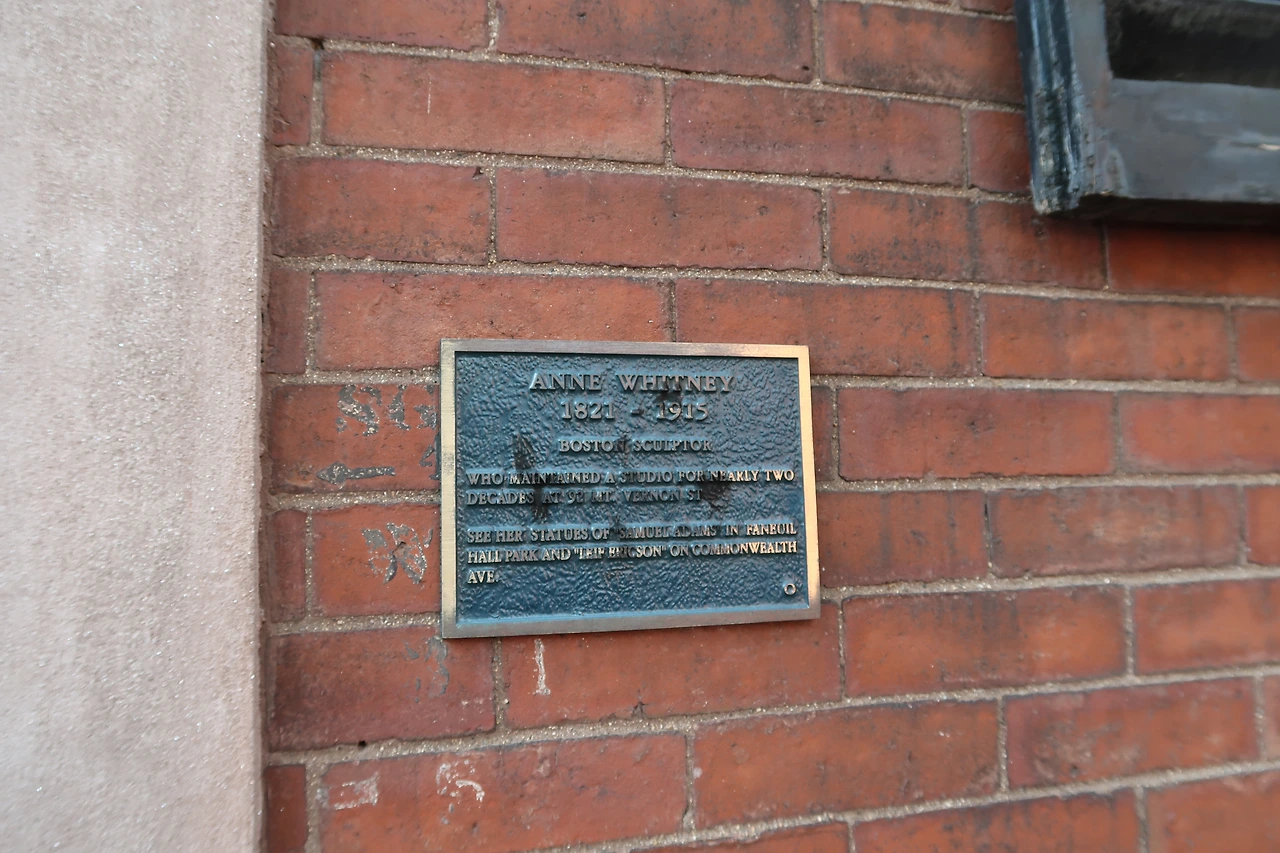 ANNE WHITNEY
1821 - 1915
BOSTON SCULPTOR
WHO MAINTAINED A STUDIO FOR NEARLY TWO
DECADES AT 92 MT. VERNON ST
SEE HER STATUES OF "SAMUEL ADAMS" IN FANEUIL
HALL PARK AND "LEIF ERICSON" ON COMMONWEALTH
AVE.